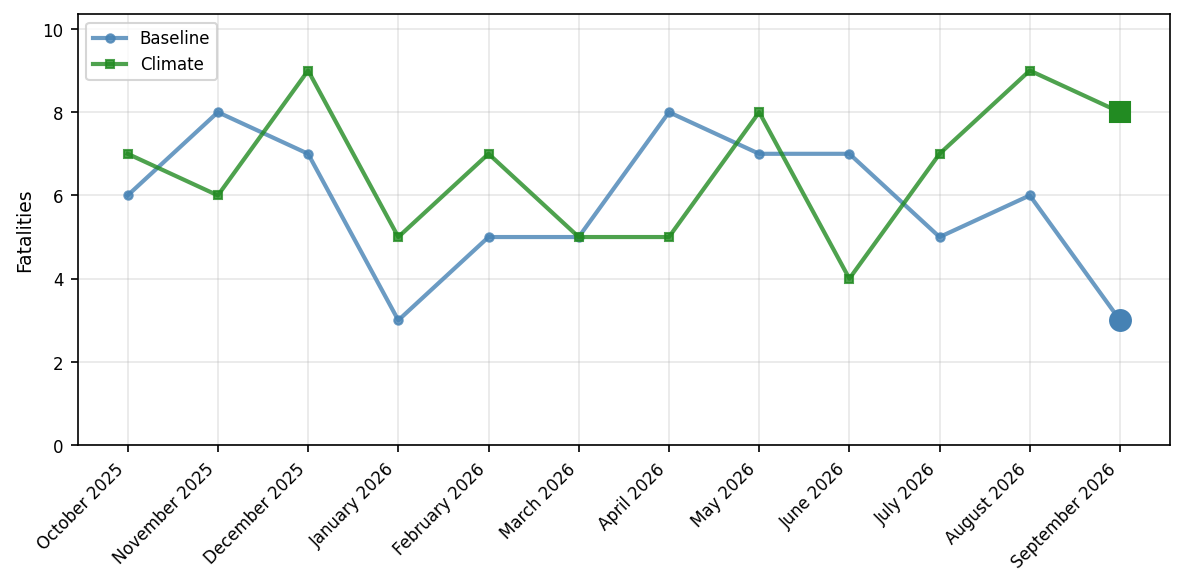 Baseline
Climate
Fatalities
10
8
6
4
2
0
October 2025
November 2025
December 2025
January 2026
February 2026
March 2026
April 2026
May 2026
June 2026
July 2026
August 2026
September 2026